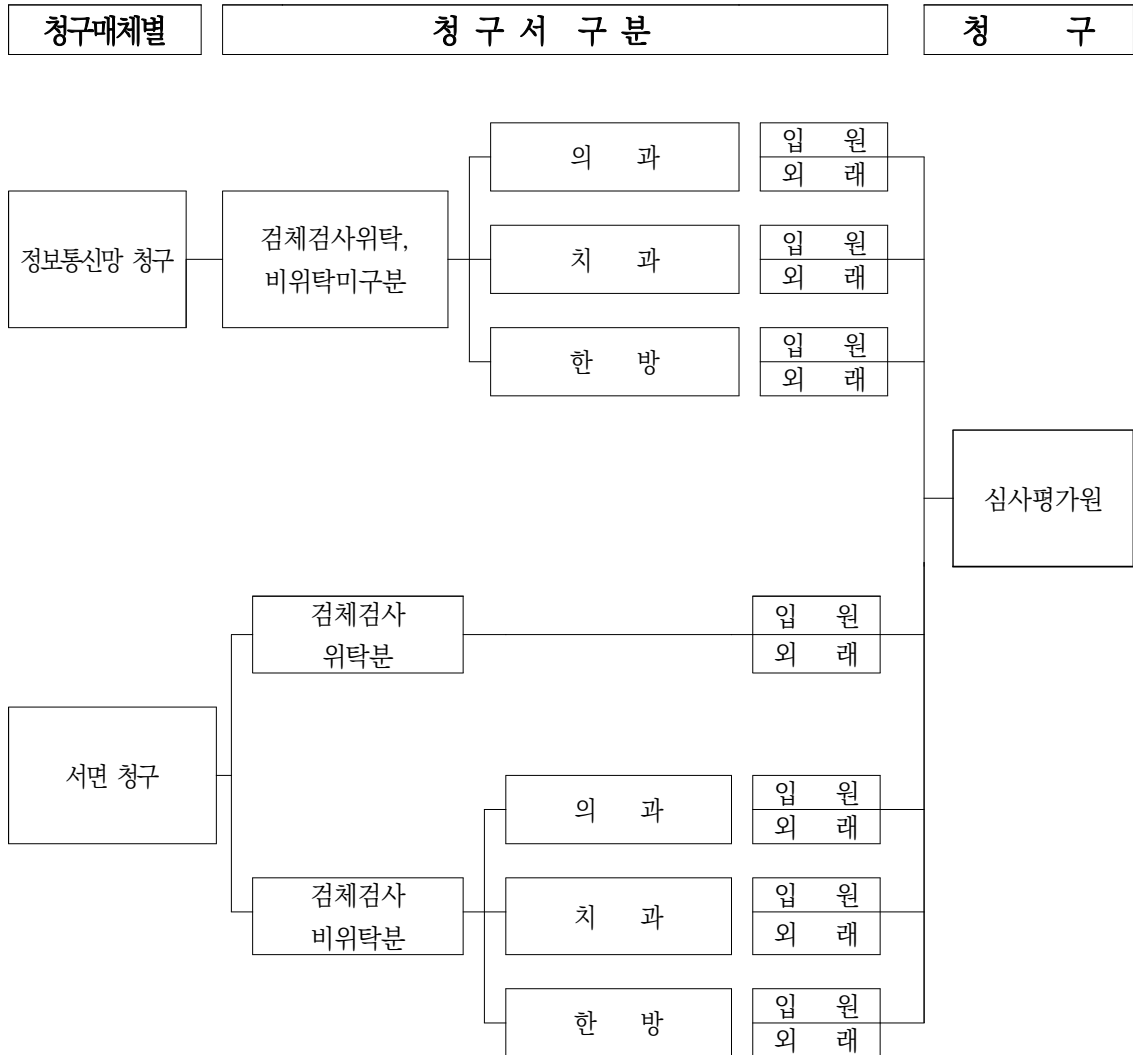 청구매체별 청 구 서 구 분 청 구
의 과 입 원
외 래
정보통신망 청구 검체검사위탁,
비위탁미구분 치 과 입 원
외 래
한 방 입 원
외 래
심사평가원
검체검사
위탁분 입 원
외 래
서면 청구
의 과 입 원
외 래
검체검사
비위탁분 치 과 입 원
외 래
한 방 입 원
외 래